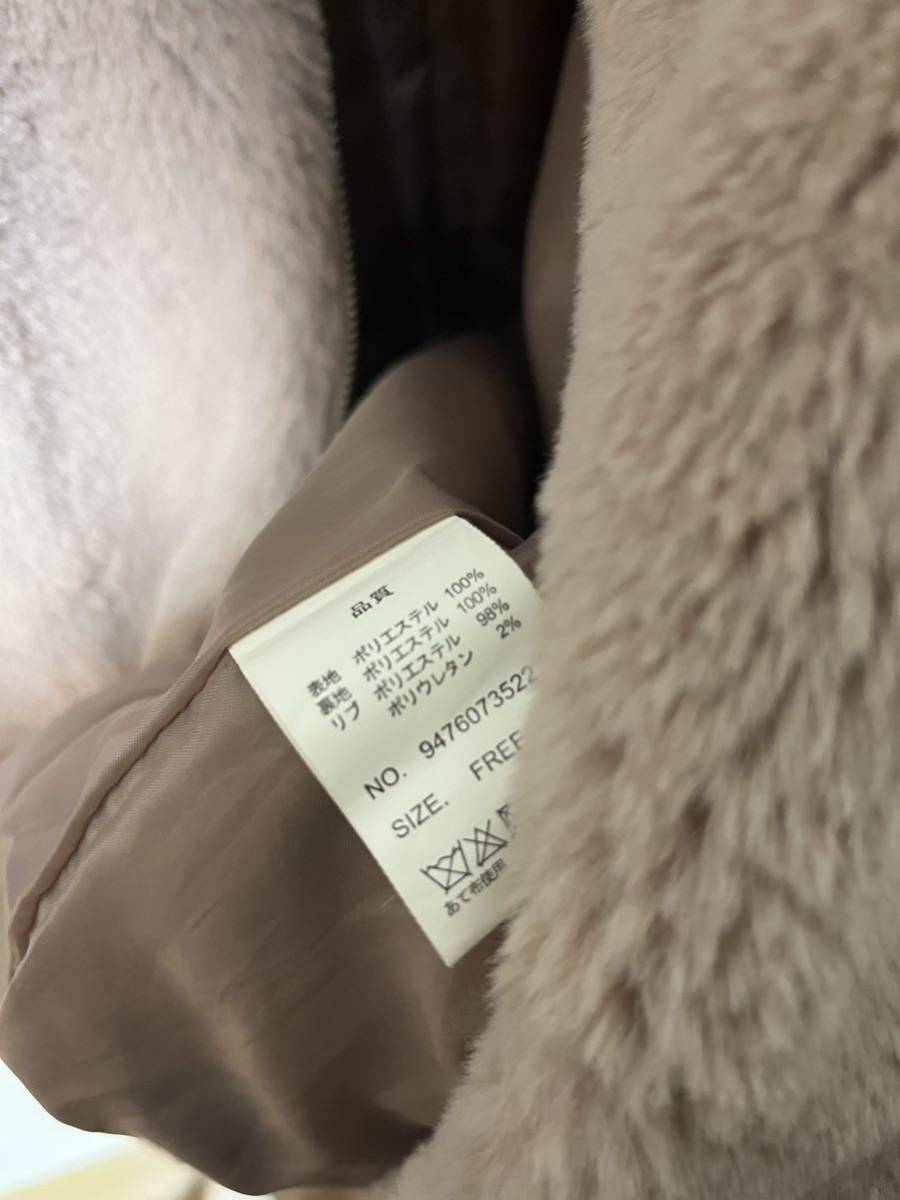 品質
表地 ポリエステル 100%
裏地 ポリエステル 100%
リブ ポリエステル 98%
ポリウレタン 2%
NO. 9476073522
SIZE. FREE
あて布使用